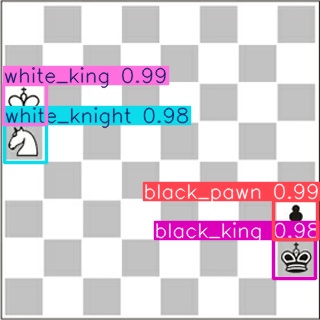 white_king 0.99
white_knight 0.98
black_pawn 0.99
black_king 0.98